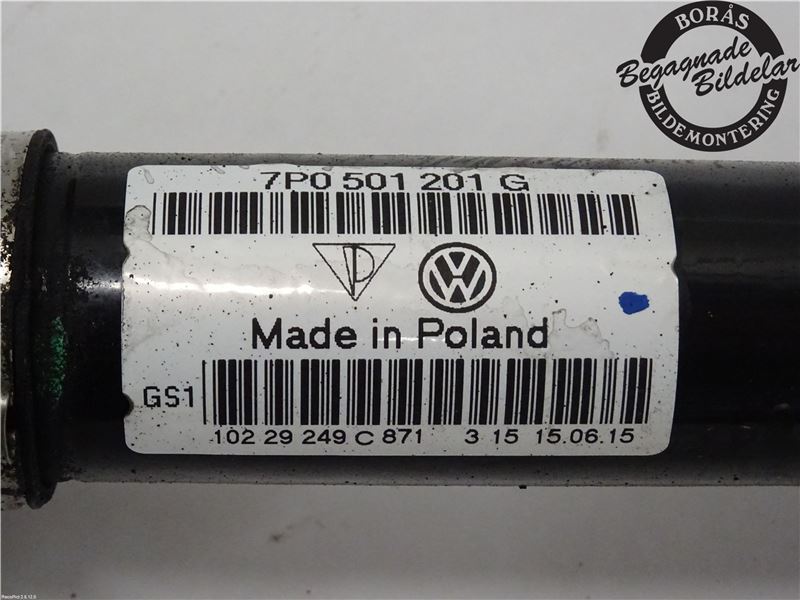 BORÅS
Begagnade
Bildelar
BILDEMONTERING
7P0 501 201 G
VW
Made in Poland
GS1
102 29 249 C 871 3 15 15.06.15